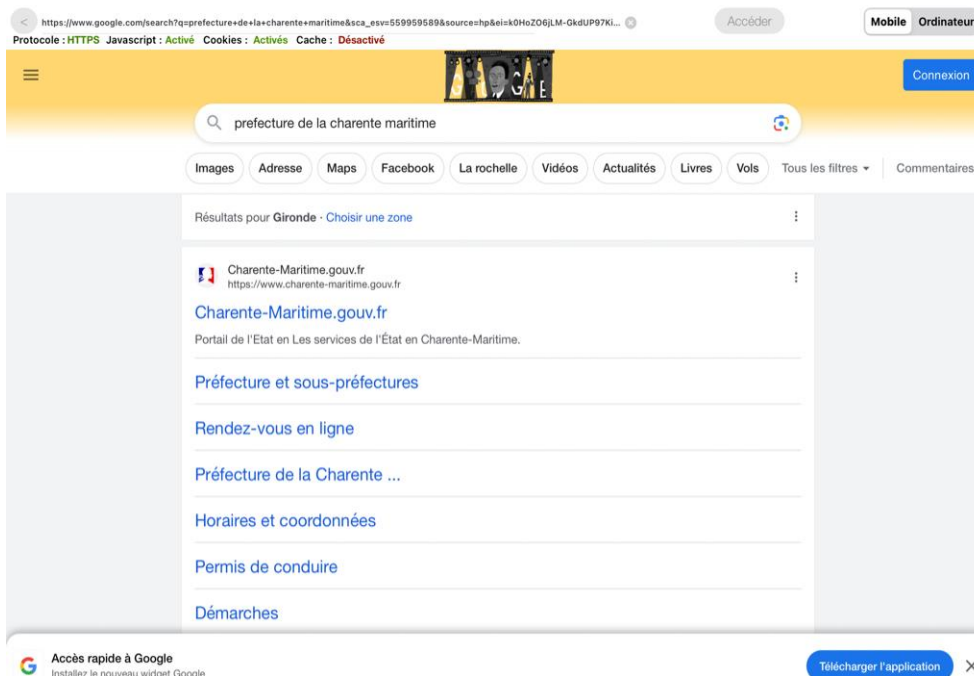 < https://www.google.com/search?q=prefecture+de+la+charente+maritime&sca_esv=559959589&source=hp&ei=k0HoZO6jLM-GkdUP97Ki... Accéder Mobile Ordinateur
Protocole : HTTPS Javascript : Activé Cookies : Activés Cache : Désactivé
Connexion
prefecture de la charente maritime
Images Adresse Maps Facebook La rochelle Vidéos Actualités Livres Vols Tous les filtres Commentaires
Résultats pour Gironde · Choisir une zone
Charente-Maritime.gouv.fr
https://www.charente-maritime.gouv.fr
Charente-Maritime.gouv.fr
Portail de l'Etat en Les services de l'État en Charente-Maritime.
Préfecture et sous-préfectures
Rendez-vous en ligne
Préfecture de la Charente ...
Horaires et coordonnées
Permis de conduire
Démarches
Accès rapide à Google
Installez le nouveau widget Google
Télécharger l'application